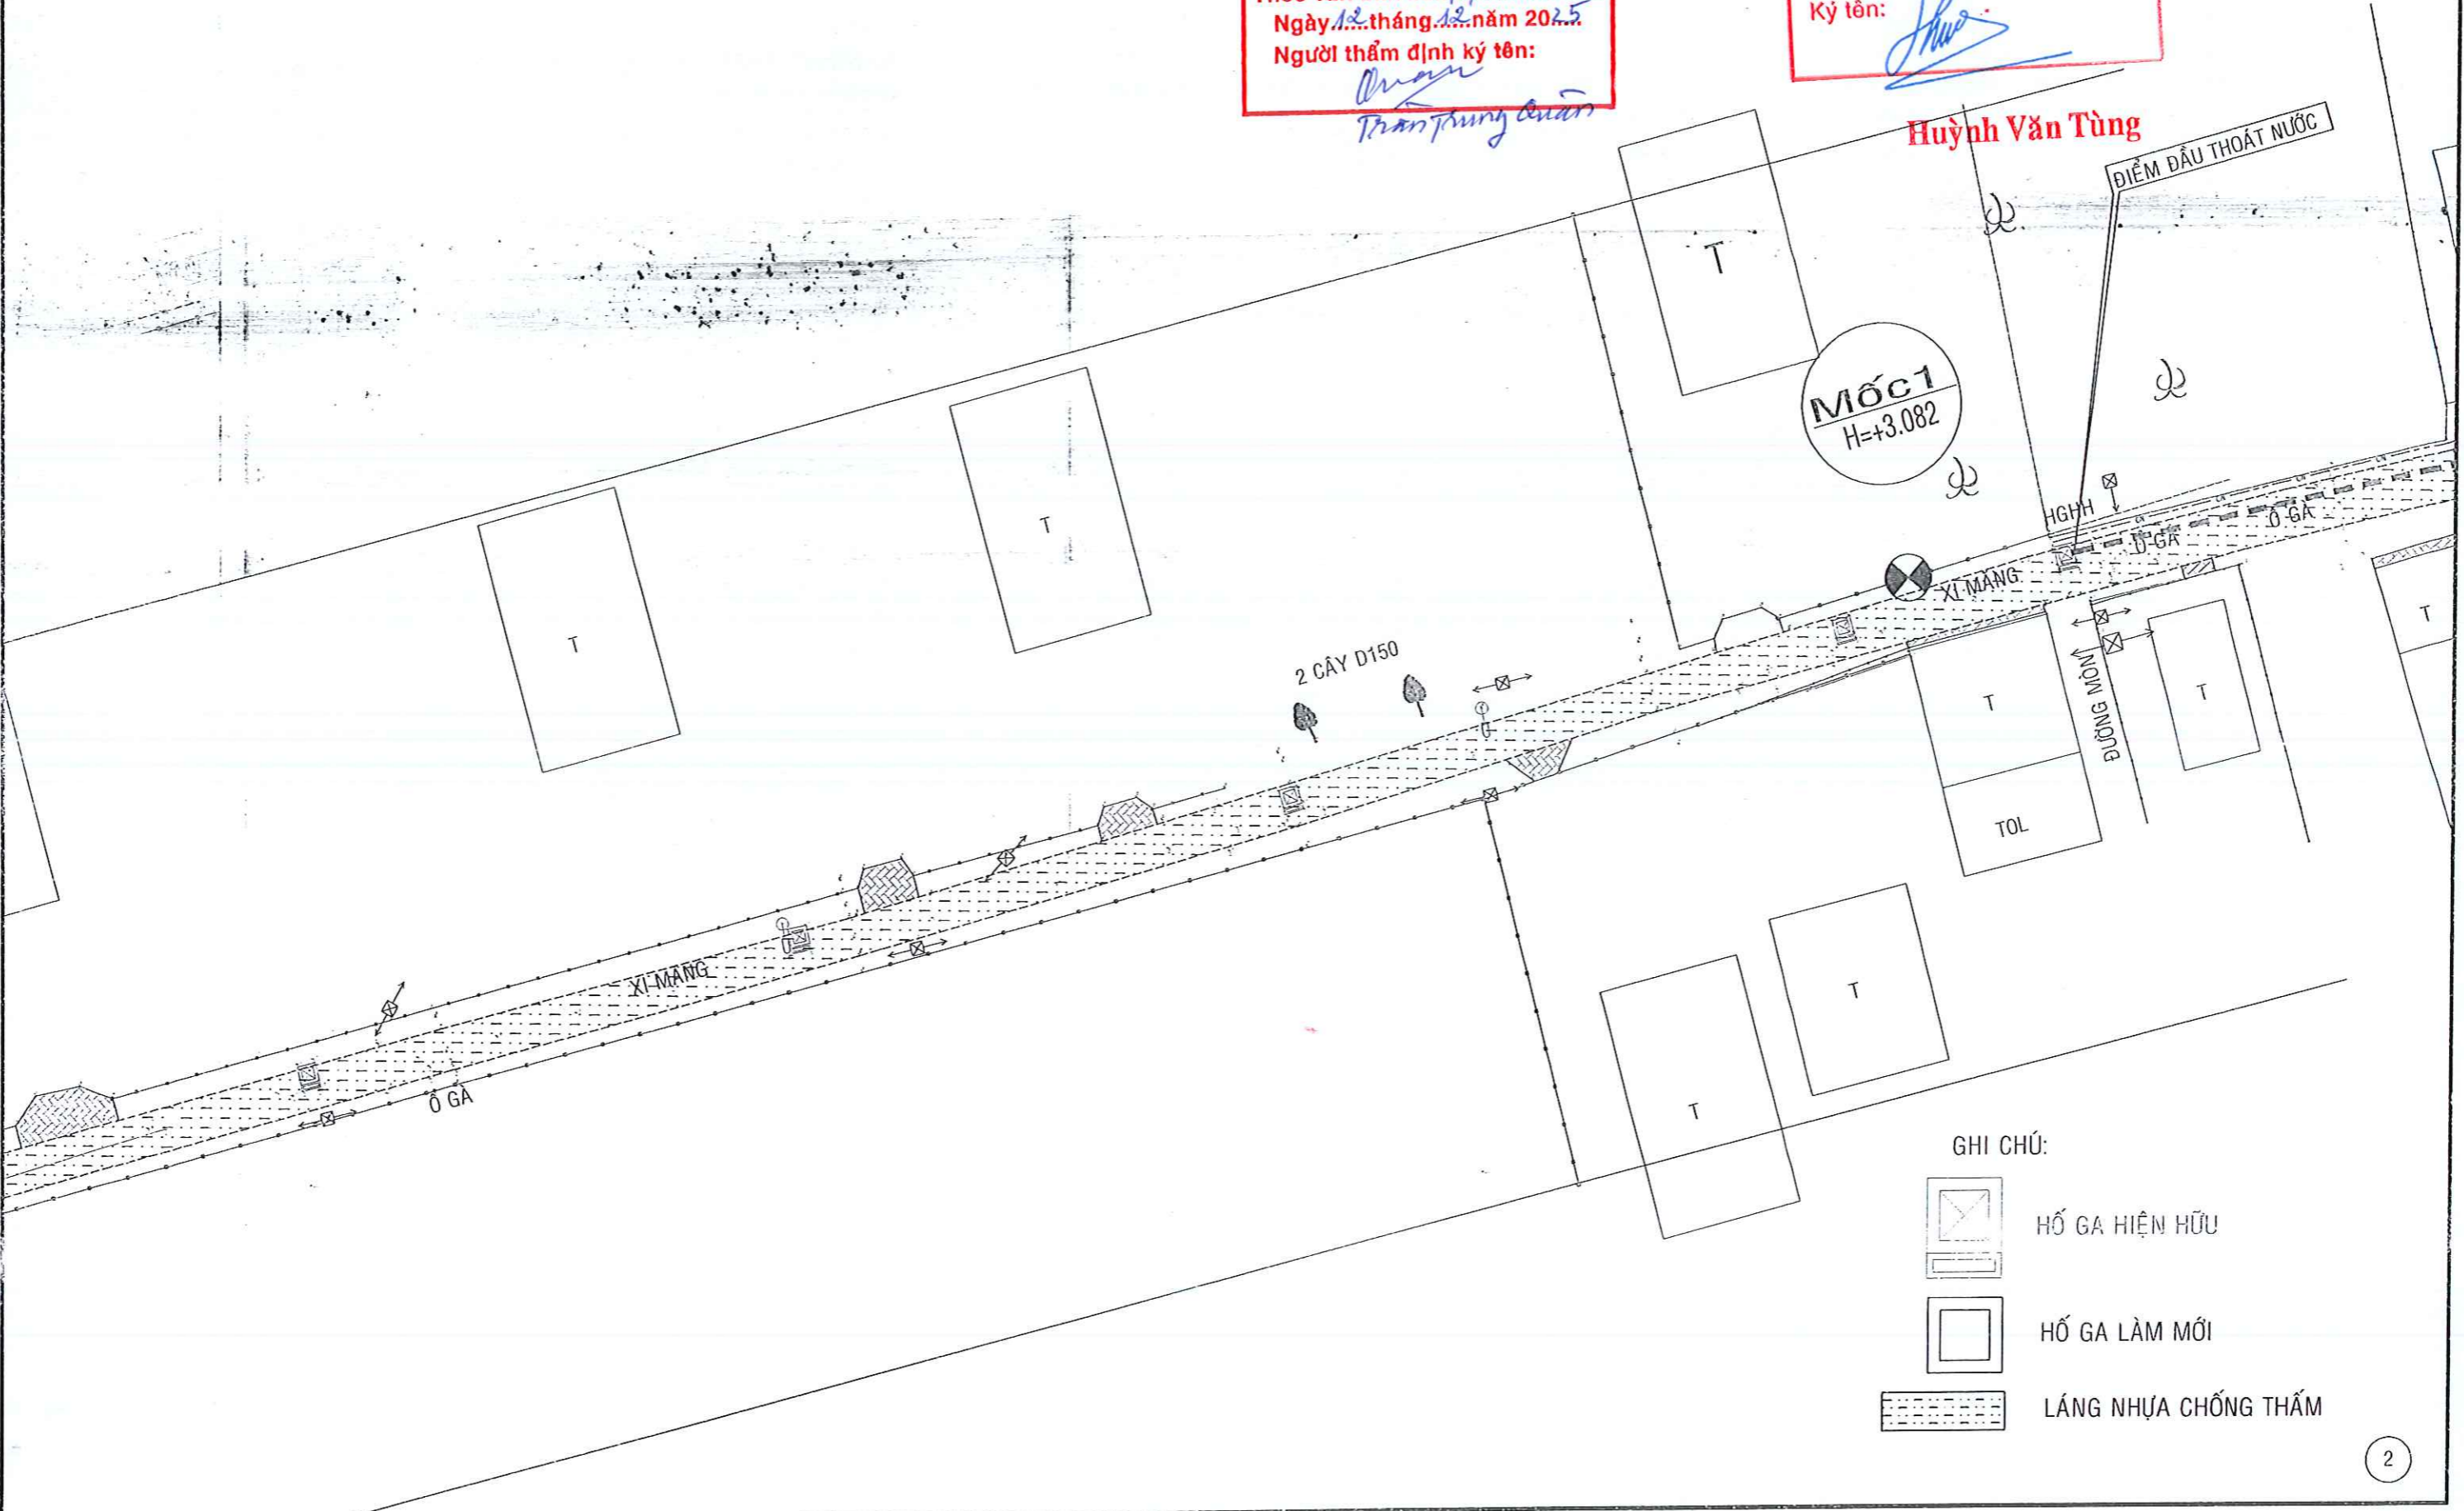 Ngày 12 tháng 12 năm 2025
Người thẩm định ký tên:
Trần Trung Quân
Ký tên:
Huỳnh Văn Tùng
ĐIỂM ĐẦU THOÁT NƯỚC
T
Mốc1
H=+3.082
HGHH
Ổ GÀ
Ổ GÀ
XI MĂNG
T
T
2 CÂY D150
T
T
T
ĐƯỜNG MÒN
TOL
XI MĂNG
T
T
Ổ GÀ
GHI CHÚ:
HỐ GA HIỆN HỮU
HỐ GA LÀM MỚI
LÁNG NHỰA CHỐNG THẤM
2